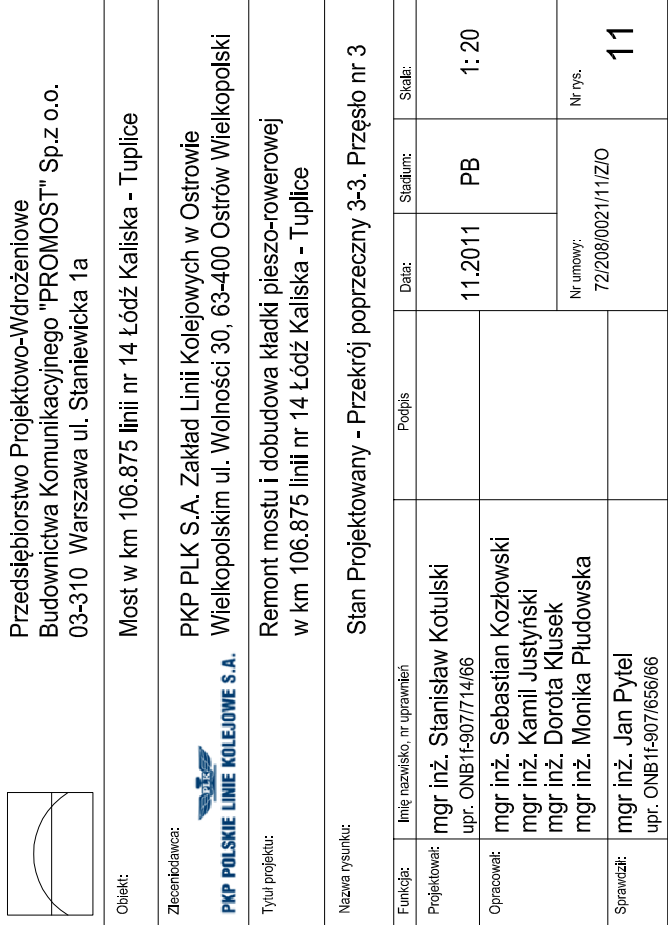 Przedsiębiorstwo Projektowo-Wdrożeniowe
Budownictwa Komunikacyjnego "PROMOST" Sp.z o.o.
03-310 Warszawa ul. Staniewicka 1a
Obiekt:
Most w km 106.875 linii nr 14 Łódź Kaliska - Tuplice
Zleceniodawca:
PLK
PKP POLSKIE LINIE KOLEJOWE S.A.
PKP PLK S.A. Zakład Linii Kolejowych w Ostrowie
Wielkopolskim ul. Wolności 30, 63-400 Ostrów Wielkopolski
Tytuł projektu:
Remont mostu i dobudowa kładki pieszo-rowerowej
w km 106.875 linii nr 14 Łódź Kaliska - Tuplice
Nazwa rysunku:
Stan Projektowany - Przekrój poprzeczny 3-3. Przęsło nr 3
Funkcja: Imię nazwisko, nr uprawnień Podpis Data: Stadium: Skala:
Projektował: mgr inż. Stanisław Kotulski 11.2011 PB 1: 20
upr. ONB1f-907/714/66
Opracował: mgr inż. Sebastian Kozłowski
mgr inż. Kamil Justyński
mgr inż. Dorota Klusek
mgr inż. Monika Płudowska
Nr umowy: Nr rys.
72/208/0021/11/Z/O 11
Sprawdził: mgr inż. Jan Pytel
upr. ONB1f-907/656/66